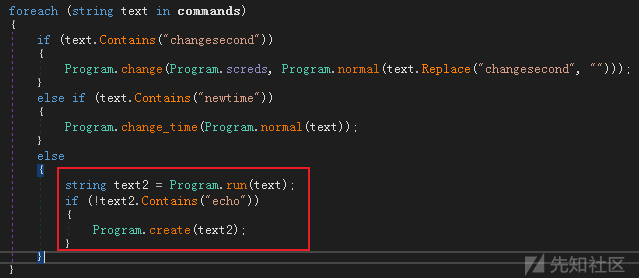 foreach (string text in commands)
{
if (text.Contains("changesecond"))
{
Program.change(Program.screds, Program.normal(text.Replace("changesecond", "")));
}
else if (text.Contains("newtime"))
{
Program.change_time(Program.normal(text));
}
else
{
string text2 = Program.run(text);
if (!text2.Contains("echo"))
{
Program.create(text2);
}
}
}
先知社区